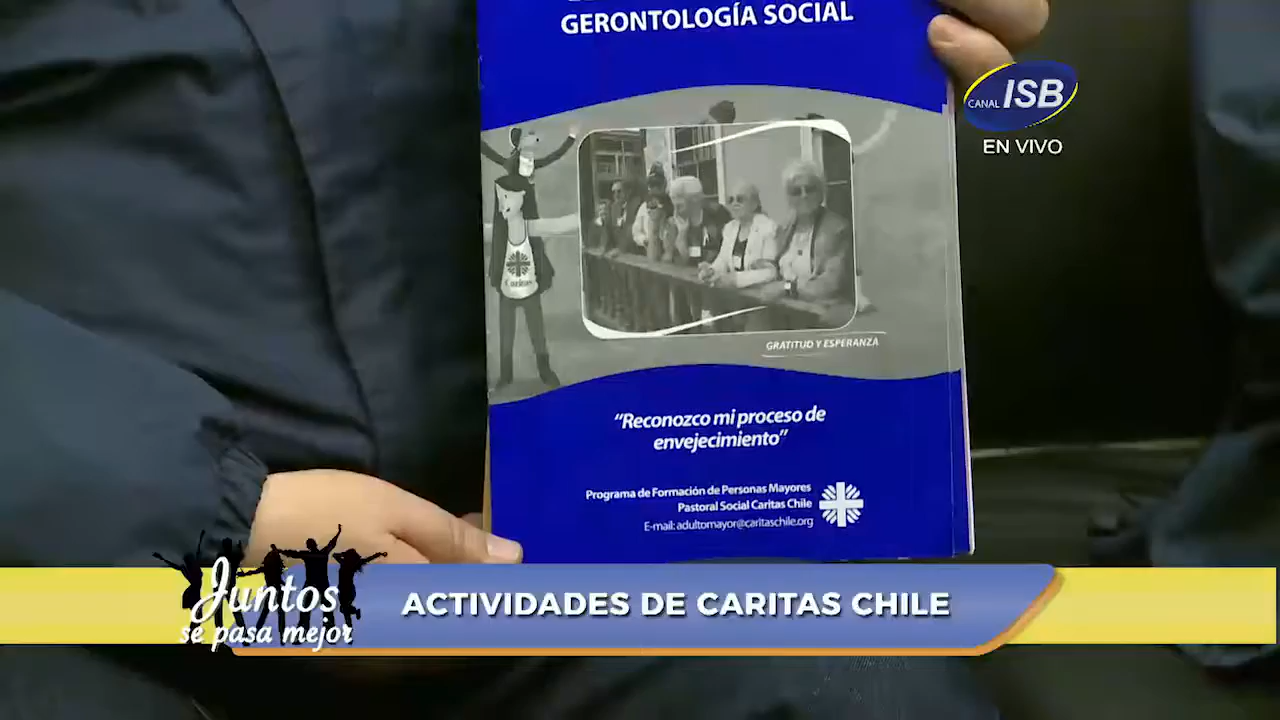 GERONTOLOGÍA SOCIAL
CANAL ISB
EN VIVO
Caritas
GRATITUD Y ESPERANZA
“Reconozco mi proceso de
envejecimiento”
Programa de Formación de Personas Mayores
Pastoral Social Caritas Chile
E-mail: adultomayor@caritaschile.org
Juntos
se pasa mejor
ACTIVIDADES DE CARITAS CHILE